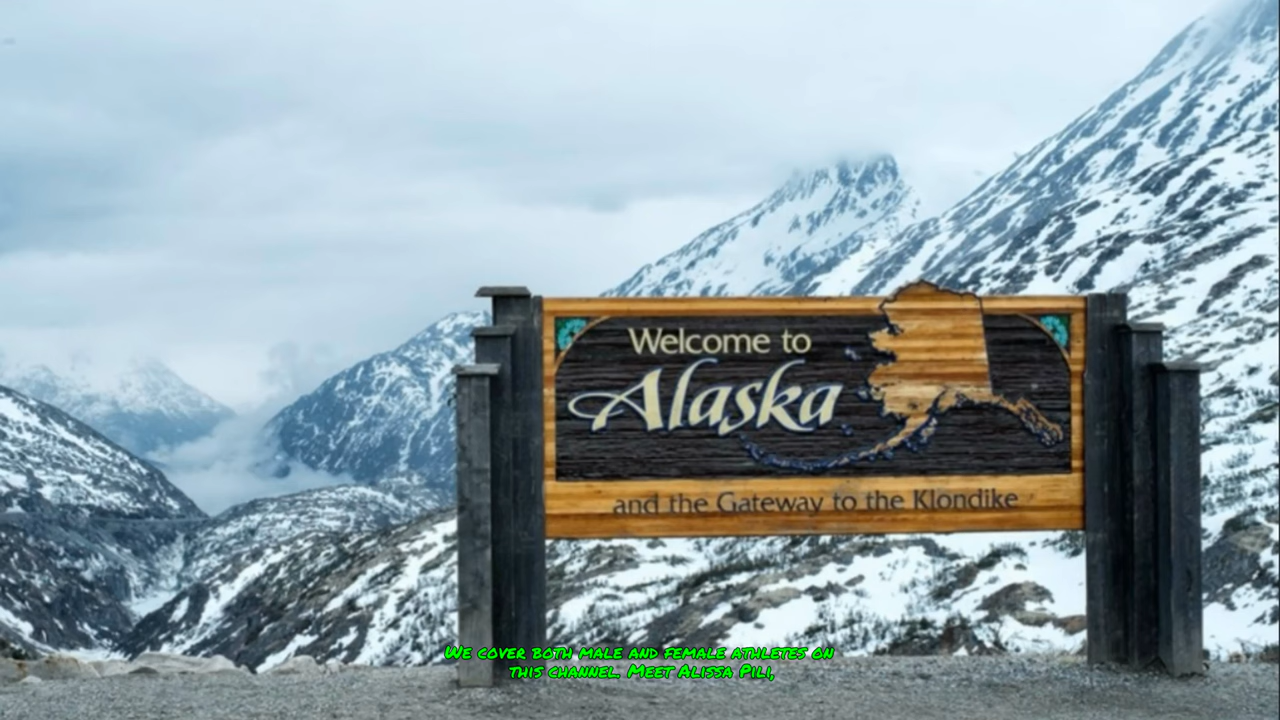 Welcome to
Alaska
and the Gateway to the Klondike
We cover both male and female athletes on
this channel. Meet Alissa Pili,